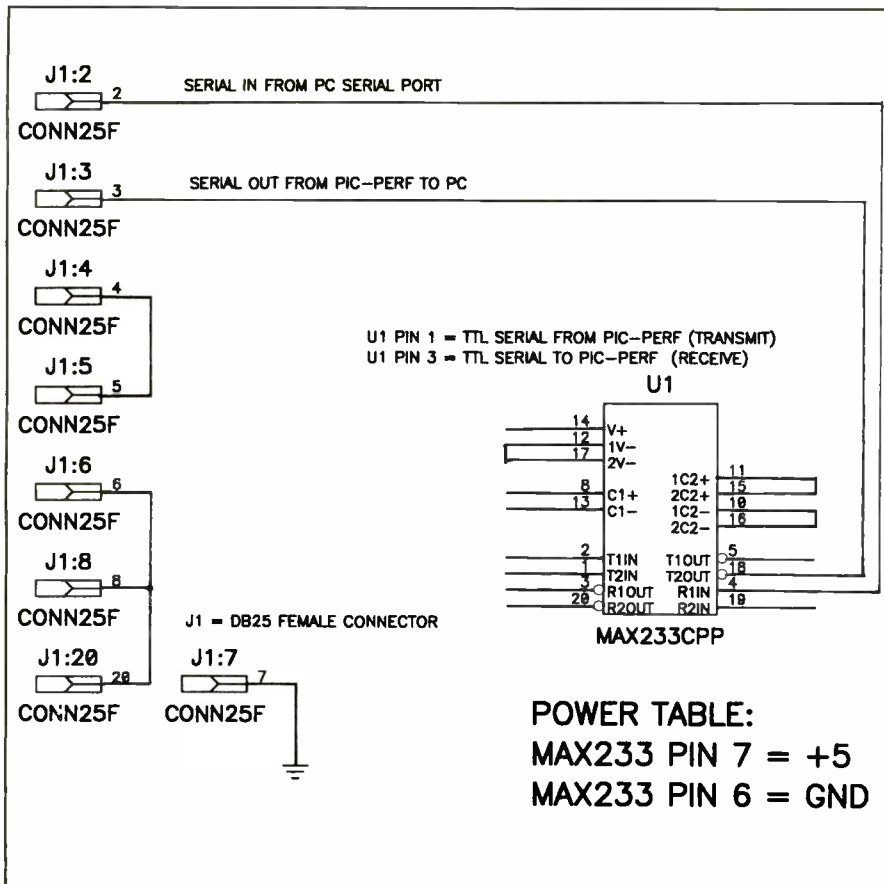 J1:2
2
SERIAL IN FROM PC SERIAL PORT
CONN25F
J1:3
3
SERIAL OUT FROM PIC-PERF TO PC
CONN25F
J1:4
4
CONN25F
J1:5
5
CONN25F
J1:6
6
CONN25F
J1:8
8
CONN25F
J1:20
20
CONN25F
J1 = DB25 FEMALE CONNECTOR
J1:7
7
CONN25F
U1 PIN 1 = TTL SERIAL FROM PIC-PERF (TRANSMIT)
U1 PIN 3 = TTL SERIAL TO PIC-PERF (RECEIVE)
U1
14 V+
12 1V-
17 2V-
1C2+ 11
8 C1+
2C2+ 15
13 C1-
1C2- 10
2C2- 16
2 T1IN T1OUT 5
1 T2IN T2OUT 18
3 R1OUT R1IN 4
20 R2OUT R2IN 19
MAX233CPP
POWER TABLE:
MAX233 PIN 7 = +5
MAX233 PIN 6 = GND